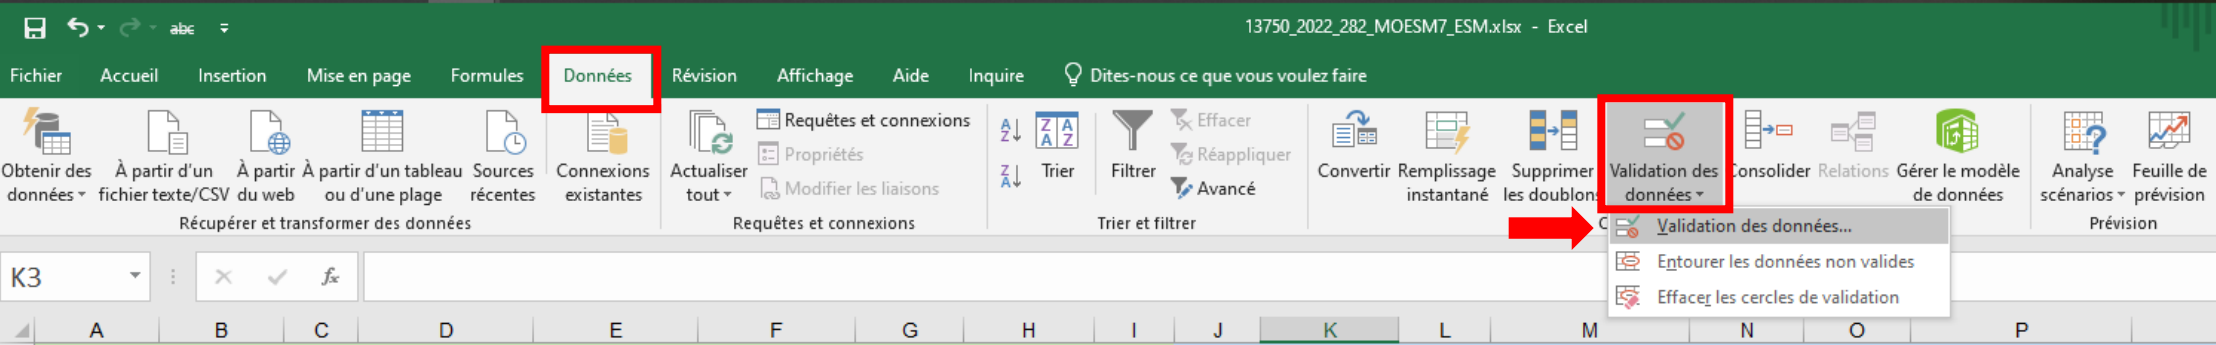 abc
13750_2022_282_MOESM7_ESM.xlsx - Excel
Fichier Accueil Insertion Mise en page Formules Données Révision Affichage Aide Inquire Dites-nous ce que vous voulez faire
Obtenir des données
À partir d'un fichier texte/CSV
À partir du web
À partir d'un tableau ou d'une plage
Sources récentes
Connexions existantes
Récupérer et transformer des données
Actualiser tout
Requêtes et connexions
Propriétés
Modifier les liaisons
Requêtes et connexions
A
Z
Z
A
Z A
A Z
Trier
Filtrer
Effacer
Réappliquer
Avancé
Trier et filtrer
Convertir
Remplissage instantané
Supprimer les doublons
Validation des données
Consolider
Relations
Gérer le modèle de données
Analyse scénarios
Feuille de prévision
Prévision
Validation des données...
Entourer les données non valides
Effacer les cercles de validation
K3
fx
A B C D E F G H I J K L M N O P